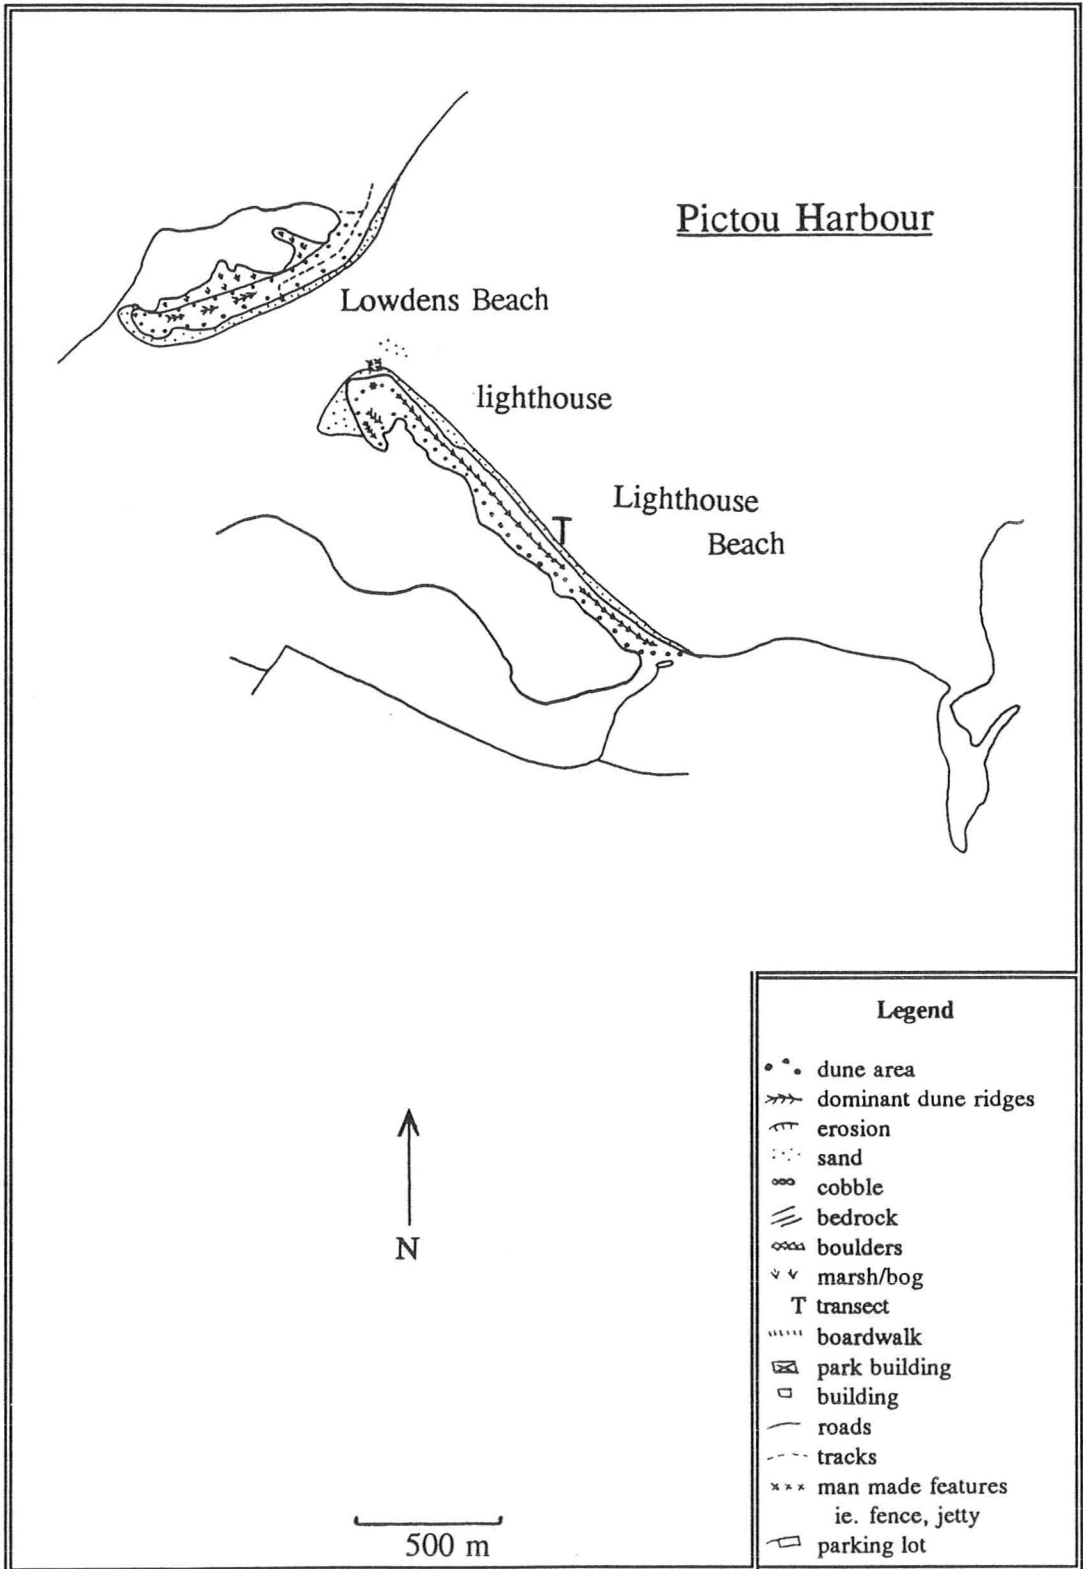 Pictou Harbour
Lowdens Beach
lighthouse
Lighthouse
Beach
T
N
500 m
Legend
dune area
dominant dune ridges
erosion
sand
cobble
bedrock
boulders
marsh/bog
T transect
boardwalk
park building
building
roads
tracks
man made features
ie. fence, jetty
parking lot